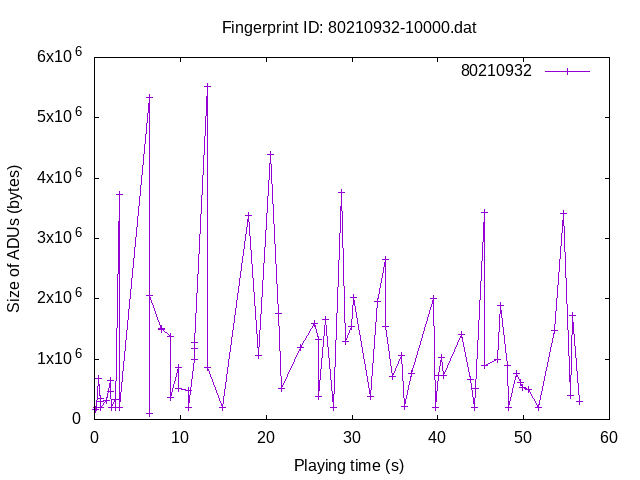 Fingerprint ID: 80210932-10000.dat
80210932
Size of ADUs (bytes)
6x10^6
5x10^6
4x10^6
3x10^6
2x10^6
1x10^6
0
0 10 20 30 40 50 60
Playing time (s)